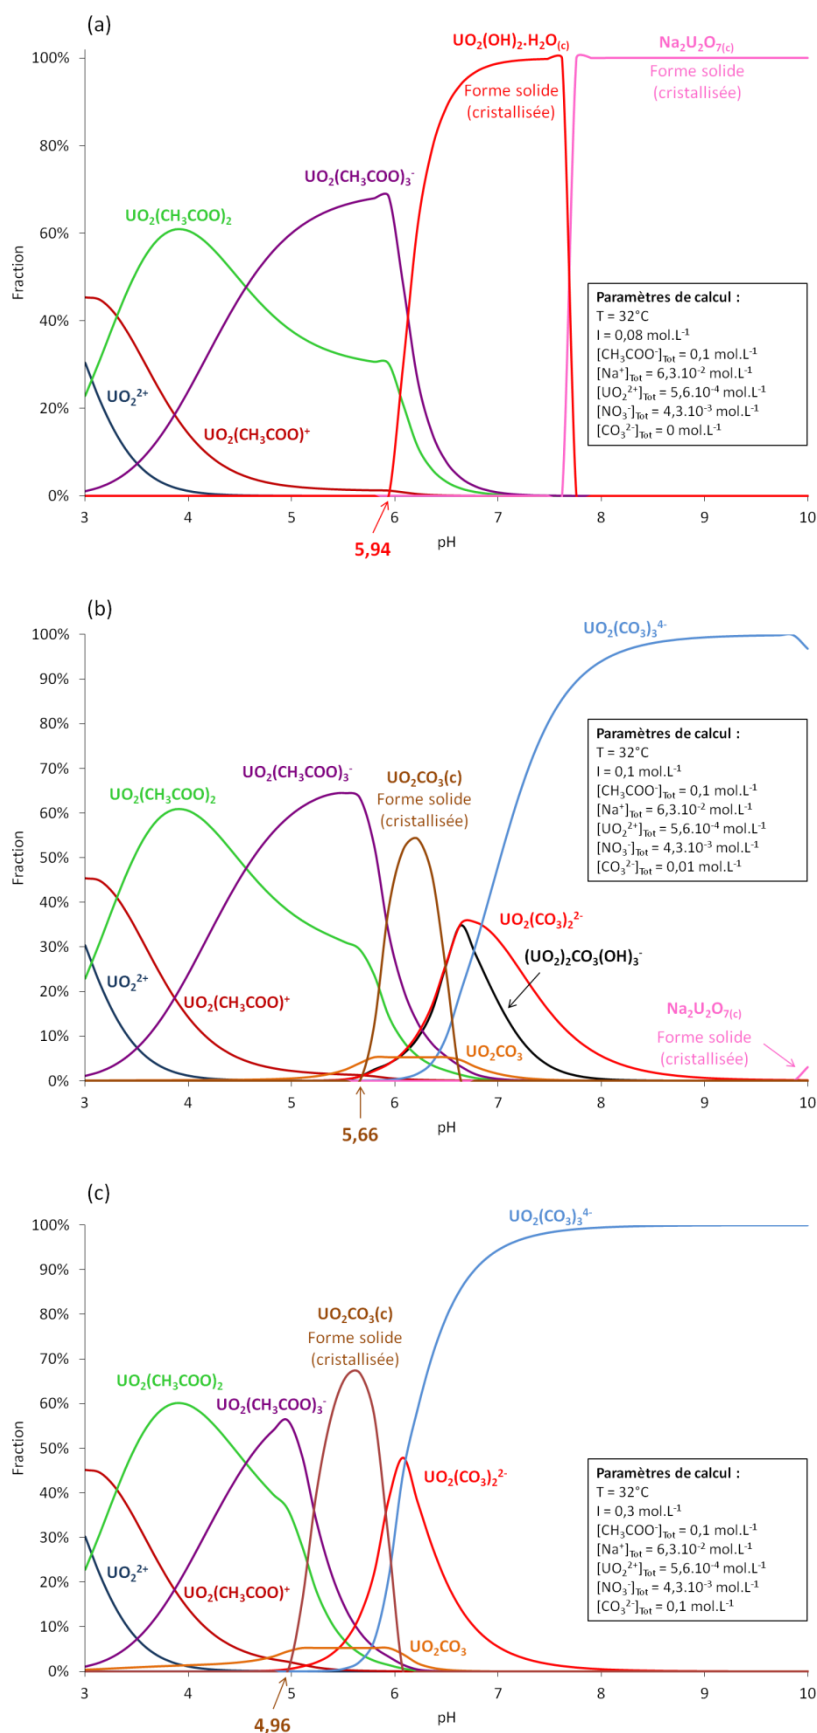 (a)
UO₂(OH)₂.H₂O(c)
Na₂U₂O₇(c)
100%
Forme solide
(cristallisée)
Forme solide
(cristallisée)
80%
UO₂(CH₃COO)₃⁻
UO₂(CH₃COO)₂
60%
Fraction
Paramètres de calcul :
T = 32°C
I = 0,08 mol.L⁻¹
[CH₃COO⁻]Tot = 0,1 mol.L⁻¹
[Na⁺]Tot = 6,3.10⁻² mol.L⁻¹
[UO₂²⁺]Tot = 5,6.10⁻⁴ mol.L⁻¹
[NO₃⁻]Tot = 4,3.10⁻³ mol.L⁻¹
[CO₃²⁻]Tot = 0 mol.L⁻¹
40%
20%
UO₂²⁺
UO₂(CH₃COO)⁺
0%
3 4 5 6 7 8 9 10
5,94
pH
(b)
UO₂(CO₃)₃⁴⁻
100%
90%
80%
70%
60%
50%
40%
30%
20%
10%
0%
Fraction
Paramètres de calcul :
T = 32°C
I = 0,1 mol.L⁻¹
[CH₃COO⁻]Tot = 0,1 mol.L⁻¹
[Na⁺]Tot = 6,3.10⁻² mol.L⁻¹
[UO₂²⁺]Tot = 5,6.10⁻⁴ mol.L⁻¹
[NO₃⁻]Tot = 4,3.10⁻³ mol.L⁻¹
[CO₃²⁻]Tot = 0,01 mol.L⁻¹
UO₂(CH₃COO)₃⁻
UO₂CO₃(c)
Forme solide
(cristallisée)
UO₂(CH₃COO)₂
UO₂(CO₃)₂²⁻
(UO₂)₂CO₃(OH)₃⁻
UO₂²⁺
UO₂(CH₃COO)⁺
Na₂U₂O₇(c)
Forme solide
(cristallisée)
UO₂CO₃
3 4 5 6 7 8 9 10
5,66
pH
(c)
UO₂(CO₃)₃⁴⁻
100%
90%
80%
70%
60%
50%
40%
30%
20%
10%
0%
Fraction
UO₂CO₃(c)
Forme solide
(cristallisée)
UO₂(CH₃COO)₂
UO₂(CH₃COO)₃⁻
UO₂(CO₃)₂²⁻
Paramètres de calcul :
T = 32°C
I = 0,3 mol.L⁻¹
[CH₃COO⁻]Tot = 0,1 mol.L⁻¹
[Na⁺]Tot = 6,3.10⁻² mol.L⁻¹
[UO₂²⁺]Tot = 5,6.10⁻⁴ mol.L⁻¹
[NO₃⁻]Tot = 4,3.10⁻³ mol.L⁻¹
[CO₃²⁻]Tot = 0,1 mol.L⁻¹
UO₂²⁺
UO₂(CH₃COO)⁺
UO₂CO₃
3 4 5 6 7 8 9 10
4,96
pH